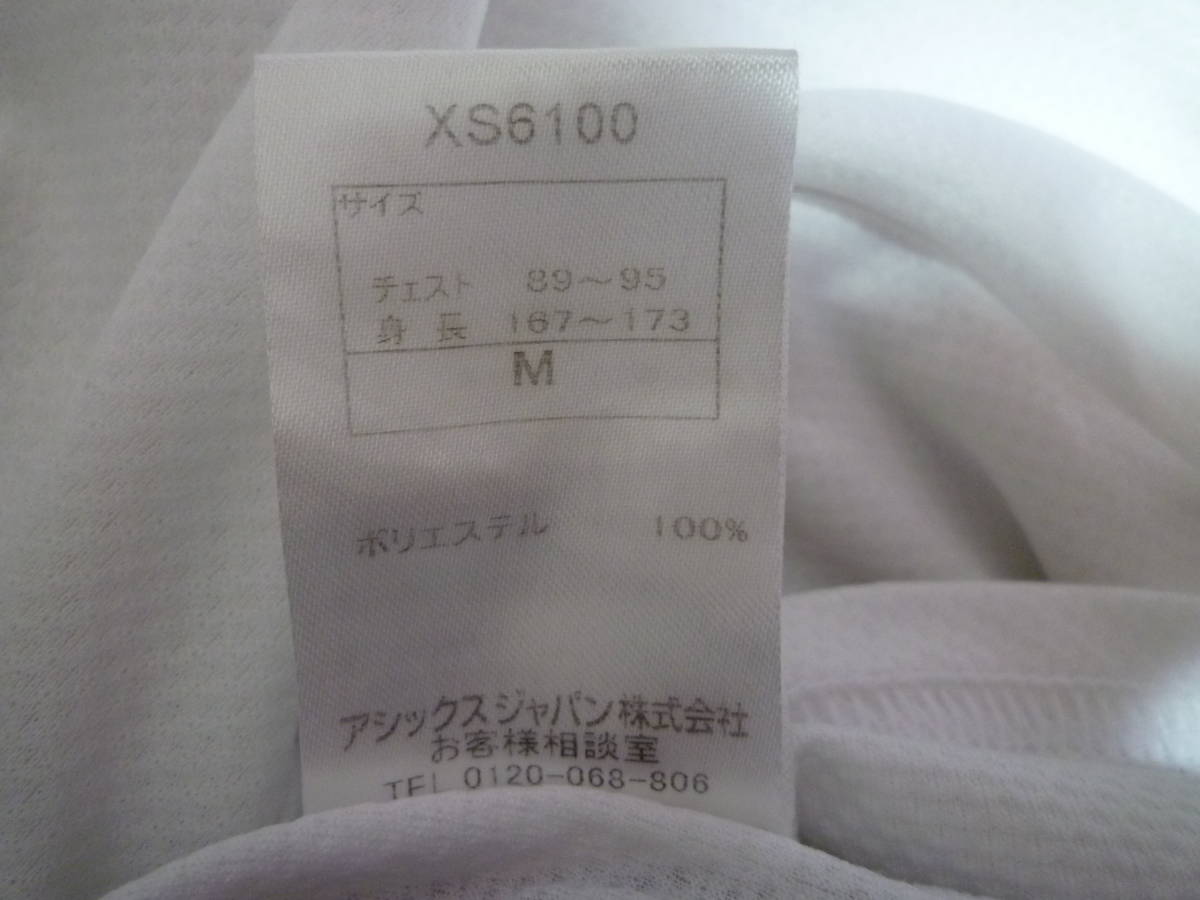 XS6100
サイズ
チェスト 89～95
身長 167～173
M
ポリエステル 100%
アシックスジャパン株式会社
お客様相談室
TEL 0120-068-806